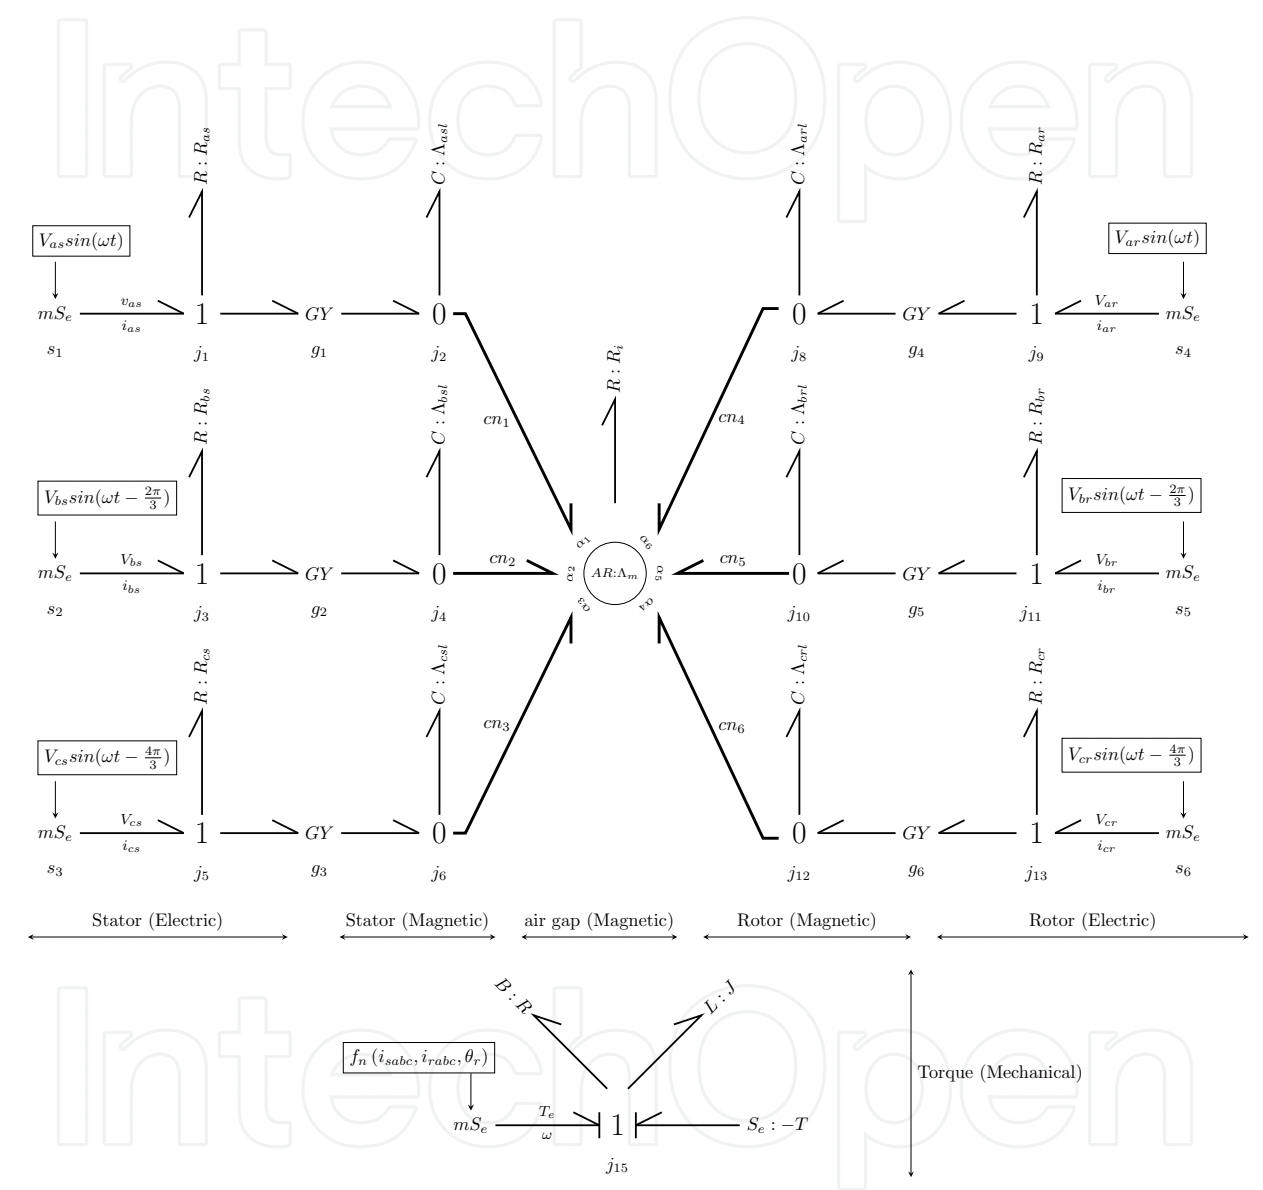 IntechOpen
R : R_as
C : Λ_asl
C : Λ_arl
R : R_ar
V_as sin(ωt)
V_ar sin(ωt)
mS_e v_as i_as 1 GY 0
0 GY 1 V_ar i_ar mS_e
s_1 j_1 g_1 j_2
j_8 g_4 j_9 s_4
R : R_i
R : R_bs
C : Λ_bsl
cn_1
cn_4
C : Λ_brl
R : R_br
V_bs sin(ωt − 2π/3)
V_br sin(ωt − 2π/3)
α_1 α_6
mS_e V_bs i_bs 1 GY 0 cn_2 α_2 AR:Λ_m α_5 cn_5 0 GY 1 V_br i_br mS_e
α_3 α_4
s_2 j_3 g_2 j_4
j_10 g_5 j_11 s_5
R : R_cs
C : Λ_csl
cn_3
cn_6
C : Λ_crl
R : R_cr
V_cs sin(ωt − 4π/3)
V_cr sin(ωt − 4π/3)
mS_e V_cs i_cs 1 GY 0
0 GY 1 V_cr i_cr mS_e
s_3 j_5 g_3 j_6
j_12 g_6 j_13 s_6
Stator (Electric)
Stator (Magnetic)
air gap (Magnetic)
Rotor (Magnetic)
Rotor (Electric)
B : R
L : J
f_n (i_sabc, i_rabc, θ_r)
Torque (Mechanical)
mS_e T_e ω 1 S_e : −T
j_15
IntechOpen